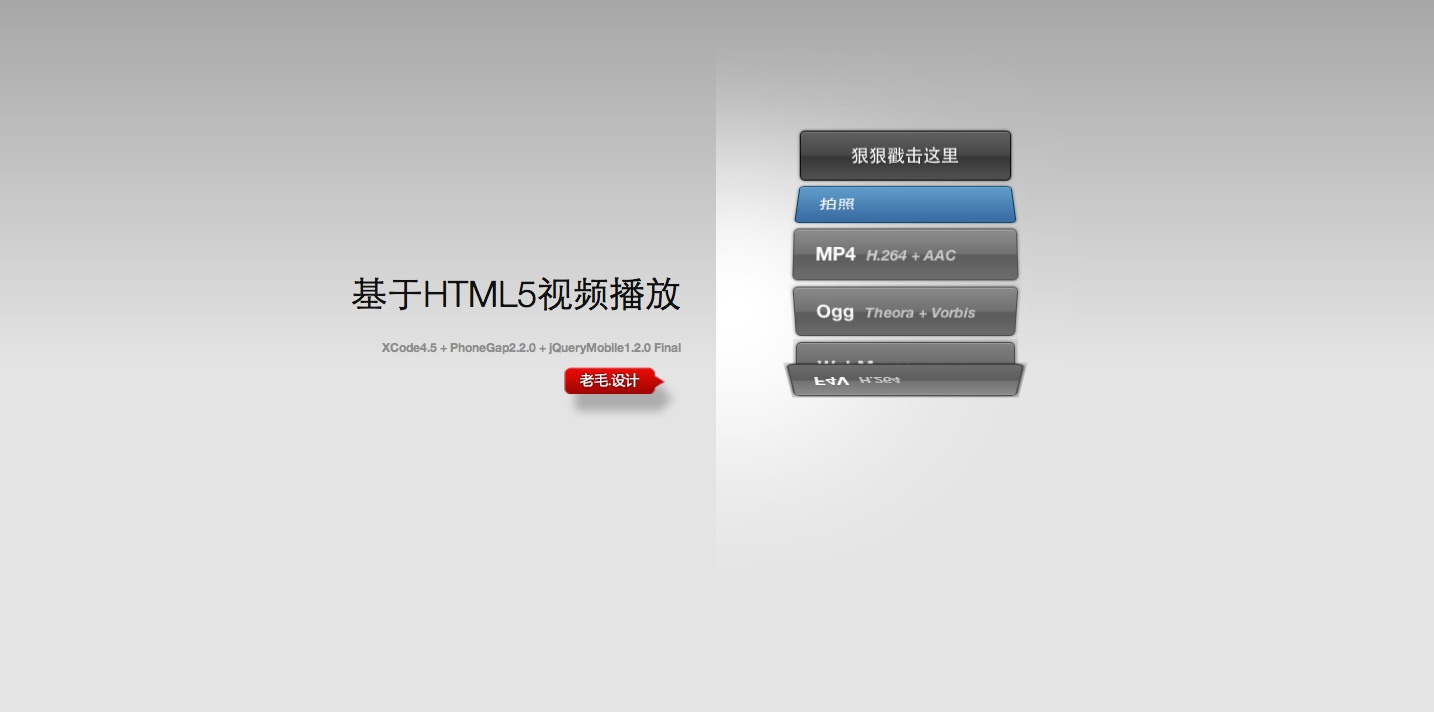 基于HTML5视频播放
XCode4.5 + PhoneGap2.2.0 + jQueryMobile1.2.0 Final
老毛.设计
狠狠戳击这里
拍照
MP4 H.264 + AAC
Ogg Theora + Vorbis
WebM
F4V H.264